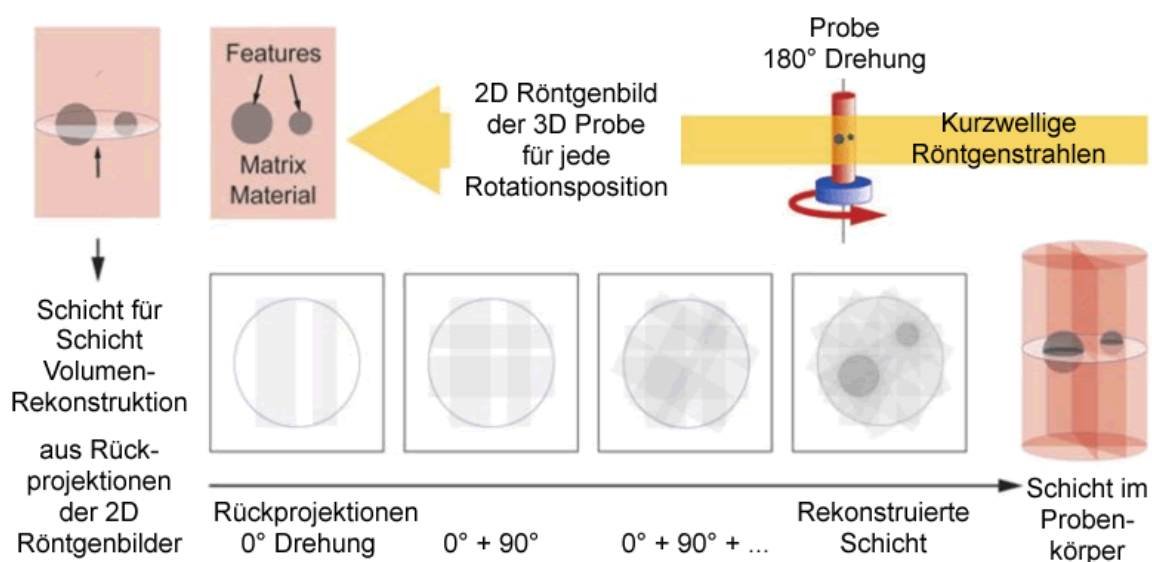 Features
Matrix
Material
2D Röntgenbild
der 3D Probe
für jede
Rotationsposition
Probe
180° Drehung
Kurzwellige
Röntgenstrahlen
Schicht für
Schicht
Volumen-
Rekonstruktion
aus Rück-
projektionen
der 2D
Röntgenbilder
Rückprojektionen
0° Drehung
0° + 90°
0° + 90° + ...
Rekonstruierte
Schicht
Schicht im
Proben-
körper